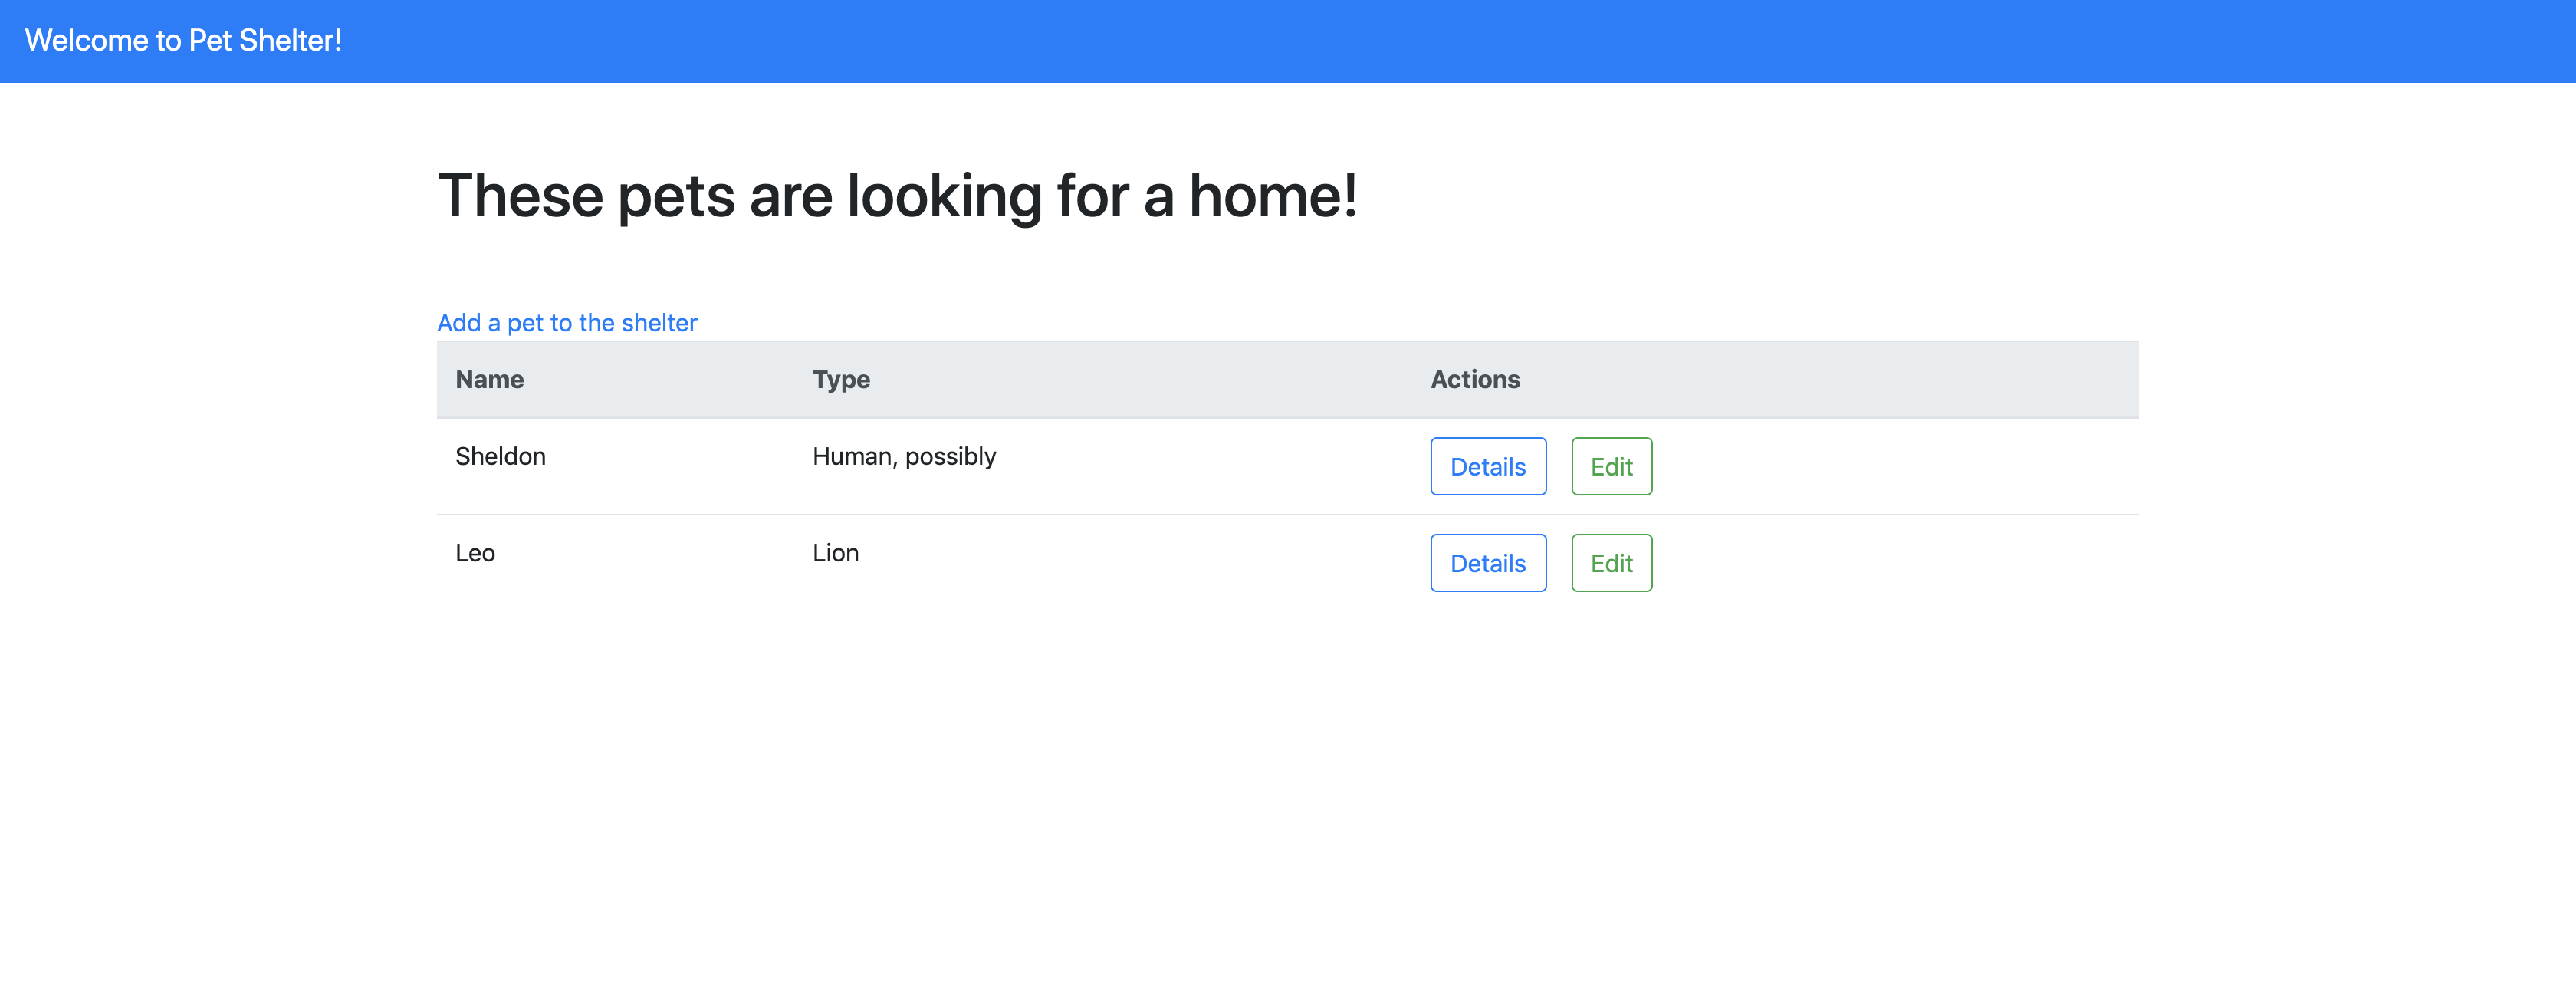 Welcome to Pet Shelter!
These pets are looking for a home!
Add a pet to the shelter
Name Type Actions
Sheldon Human, possibly Details Edit
Leo Lion Details Edit